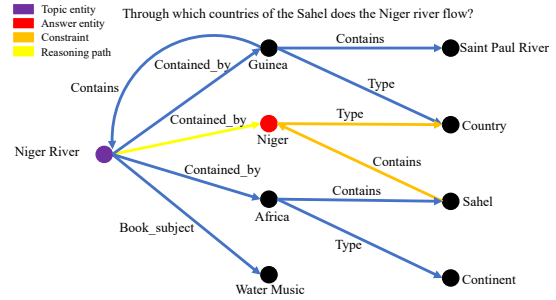 Through which countries of the Sahel does the Niger river flow?
Topic entity
Answer entity
Constraint
Reasoning path
Contains
Saint Paul River
Guinea
Contains
Contained_by
Type
Contained_by
Type
Country
Niger
Niger River
Contains
Contained_by
Contains
Sahel
Africa
Book_subject
Type
Water Music
Continent